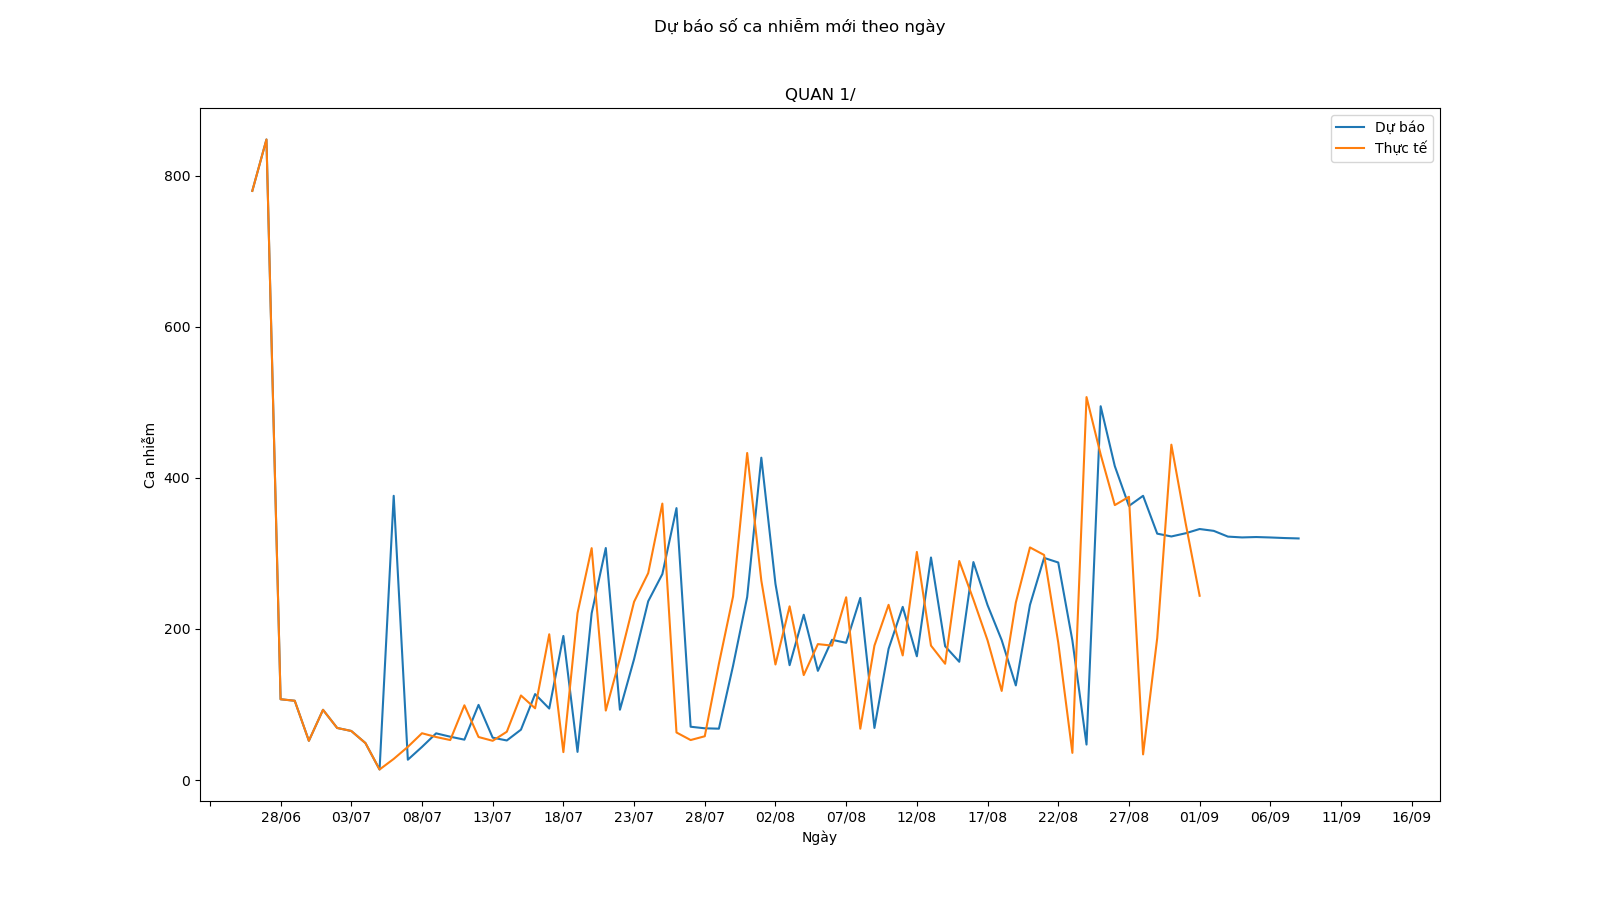 Dự báo số ca nhiễm mới theo ngày
QUAN 1/
Dự báo
Thực tế
800
600
400
200
0
Ca nhiễm
28/06 03/07 08/07 13/07 18/07 23/07 28/07 02/08 07/08 12/08 17/08 22/08 27/08 01/09 06/09 11/09 16/09
Ngày